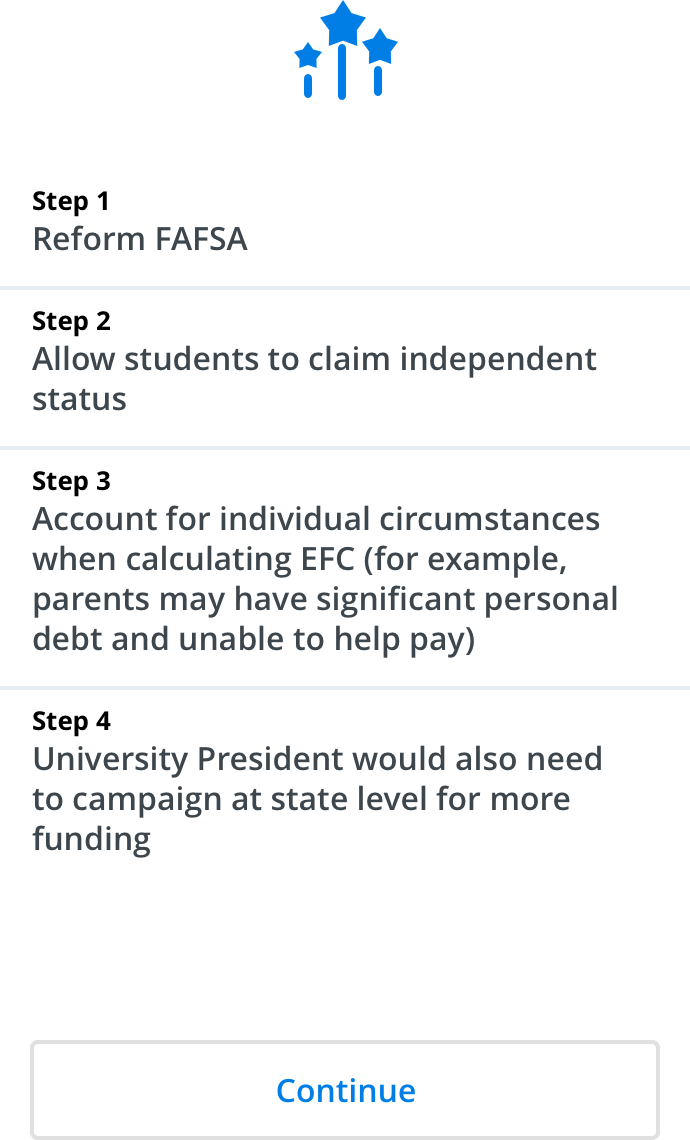 Step 1
Reform FAFSA
Step 2
Allow students to claim independent
status
Step 3
Account for individual circumstances
when calculating EFC (for example,
parents may have significant personal
debt and unable to help pay)
Step 4
University President would also need
to campaign at state level for more
funding
Continue